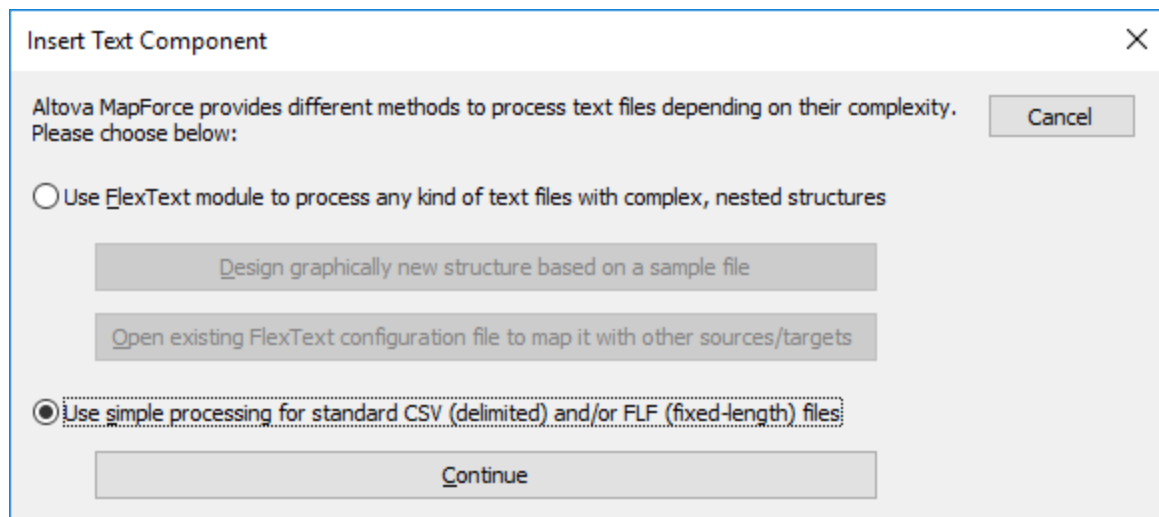 Insert Text Component
Altova MapForce provides different methods to process text files depending on their complexity.
Please choose below:
Cancel
Use FlexText module to process any kind of text files with complex, nested structures
Design graphically new structure based on a sample file
Open existing FlexText configuration file to map it with other sources/targets
Use simple processing for standard CSV (delimited) and/or FLF (fixed-length) files
Continue